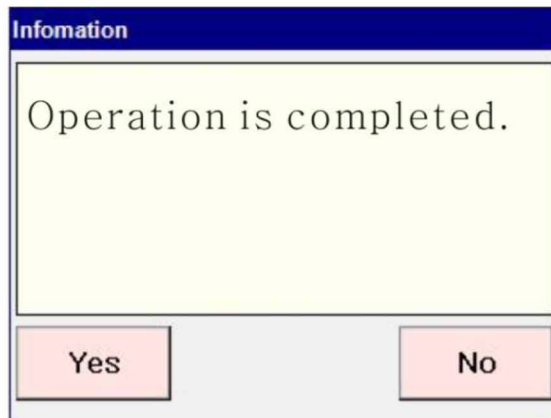 Infomation
Operation is completed.
Yes No